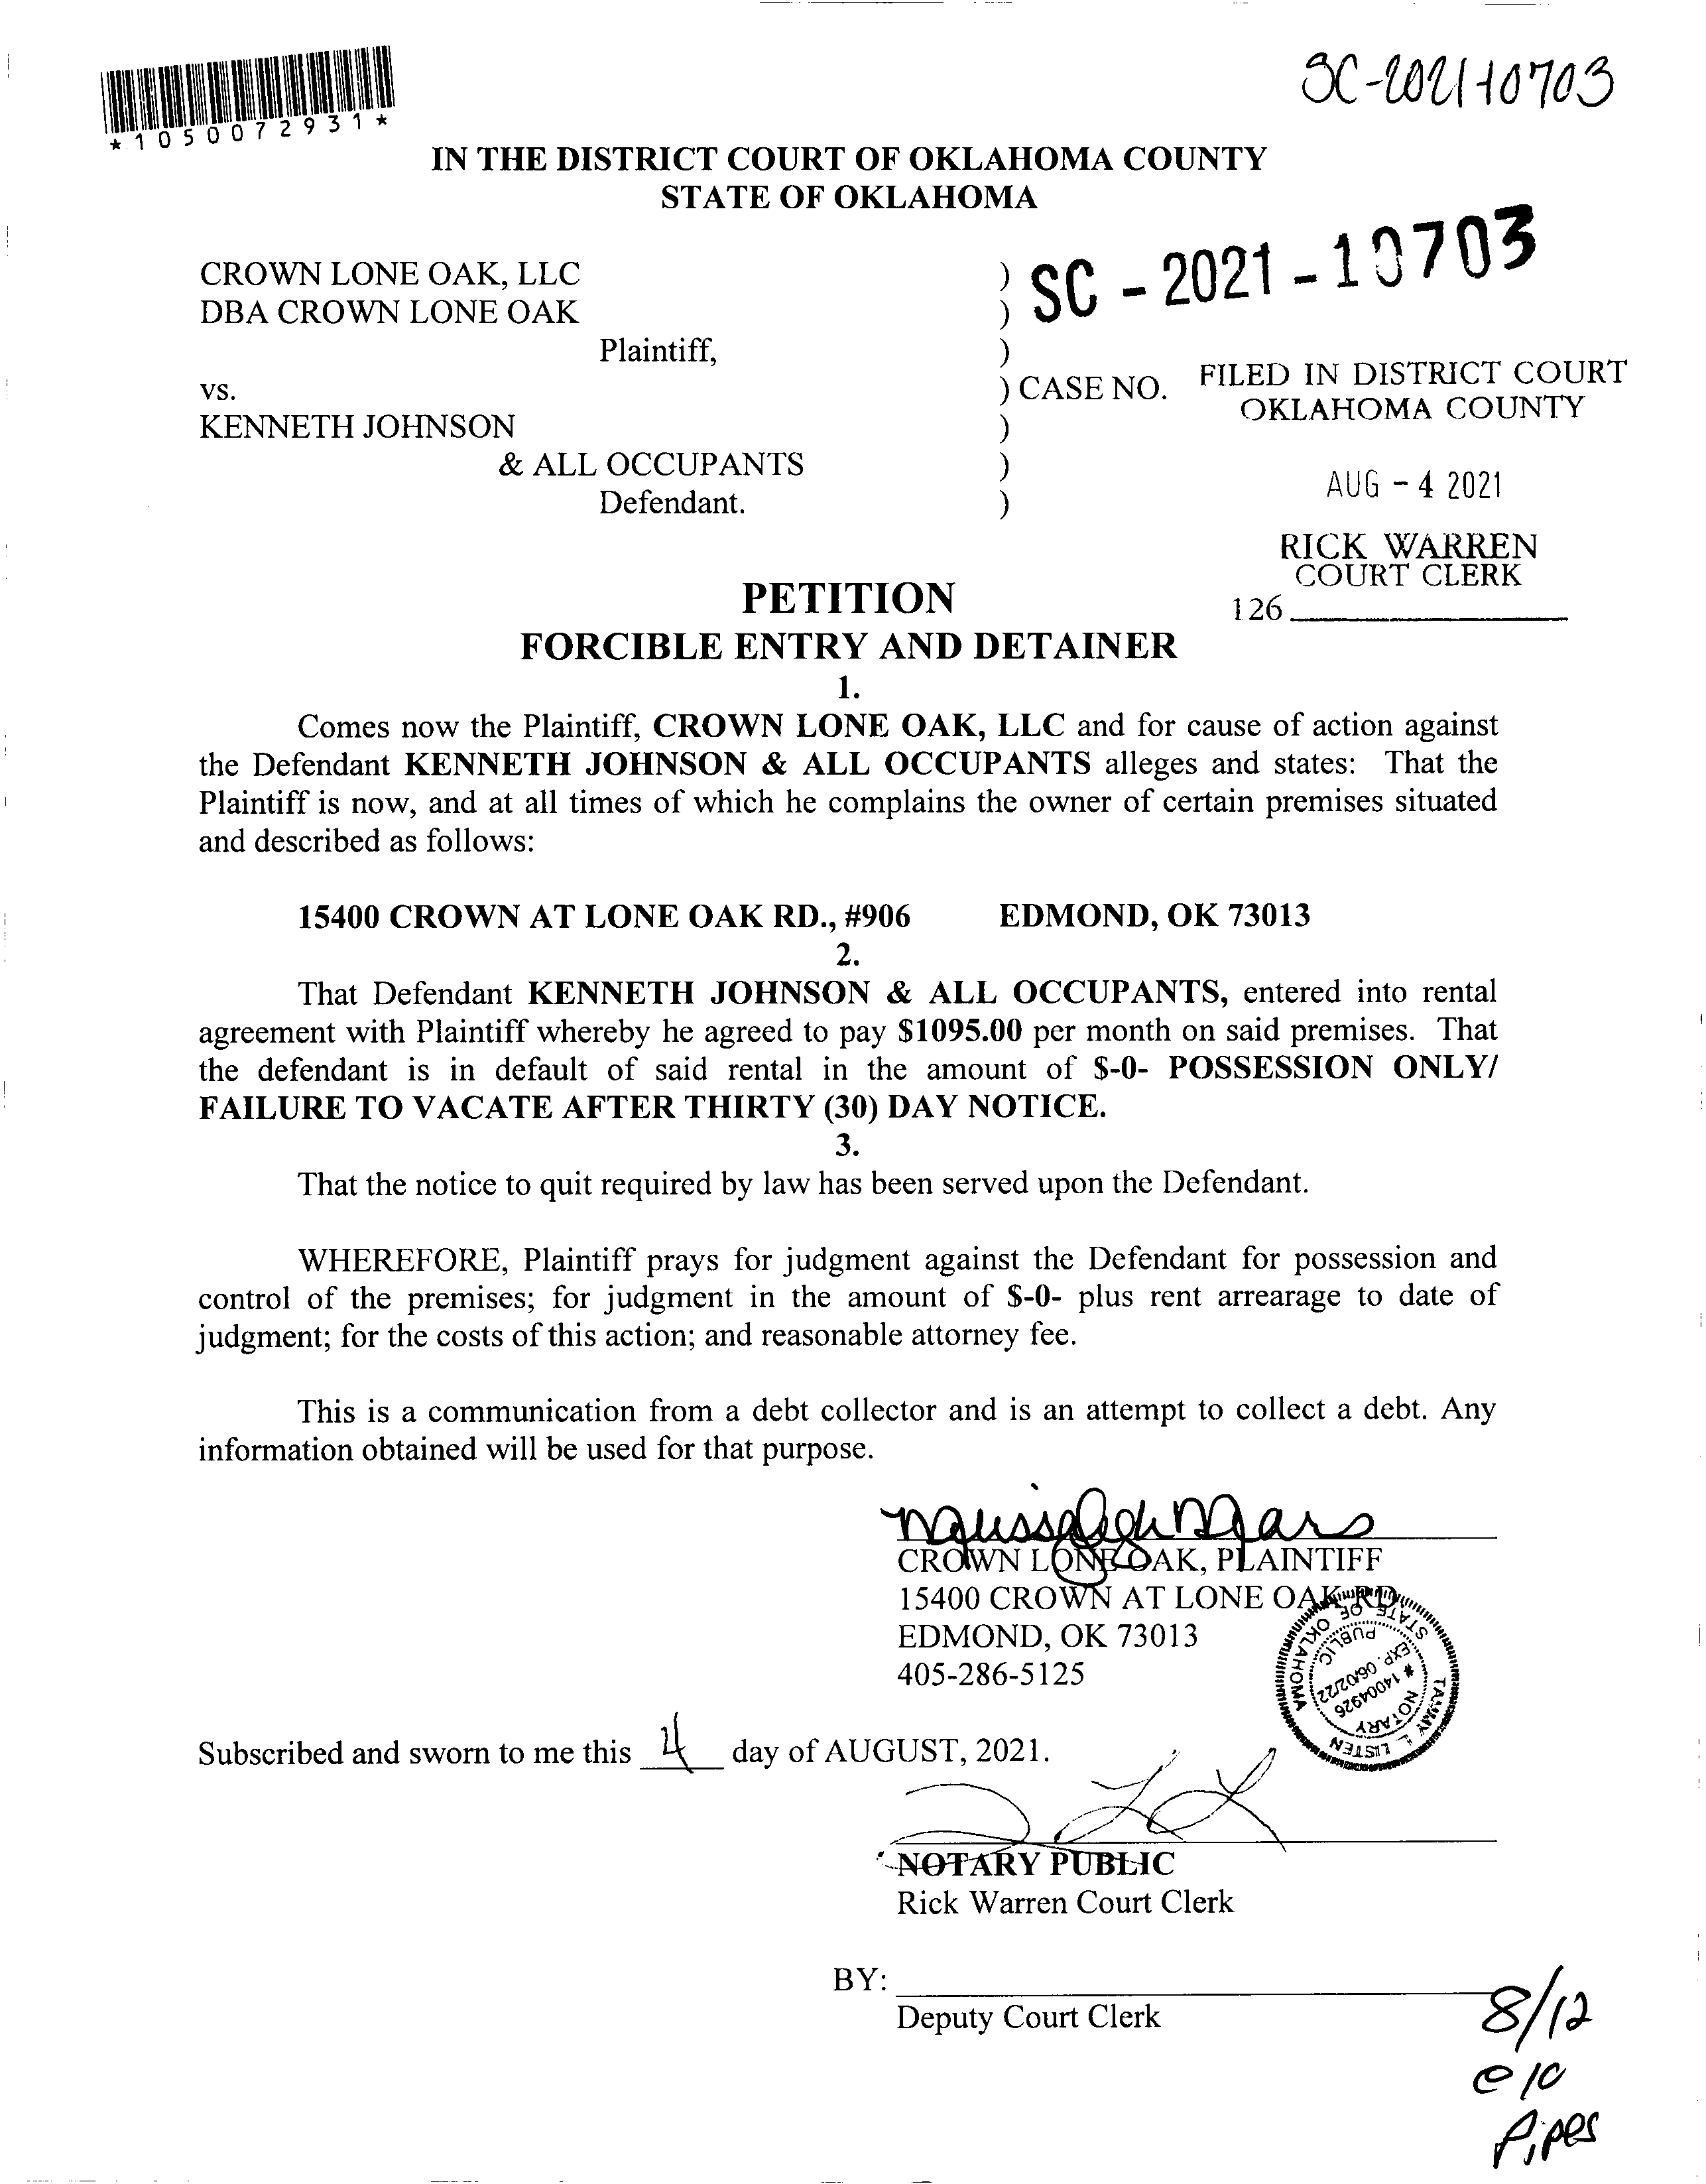 SC-2021-10703
*1050072931*
IN THE DISTRICT COURT OF OKLAHOMA COUNTY
STATE OF OKLAHOMA
SC - 2021 - 10703
CROWN LONE OAK, LLC )
DBA CROWN LONE OAK )
Plaintiff, )
vs. ) CASE NO.
KENNETH JOHNSON )
& ALL OCCUPANTS )
Defendant. )
FILED IN DISTRICT COURT
OKLAHOMA COUNTY
AUG - 4 2021
RICK WARREN
COURT CLERK
126
PETITION
FORCIBLE ENTRY AND DETAINER
1.
Comes now the Plaintiff, CROWN LONE OAK, LLC and for cause of action against
the Defendant KENNETH JOHNSON & ALL OCCUPANTS alleges and states: That the
Plaintiff is now, and at all times of which he complains the owner of certain premises situated
and described as follows:
15400 CROWN AT LONE OAK RD., #906 EDMOND, OK 73013
2.
That Defendant KENNETH JOHNSON & ALL OCCUPANTS, entered into rental
agreement with Plaintiff whereby he agreed to pay $1095.00 per month on said premises. That
the defendant is in default of said rental in the amount of $-0- POSSESSION ONLY/
FAILURE TO VACATE AFTER THIRTY (30) DAY NOTICE.
3.
That the notice to quit required by law has been served upon the Defendant.
WHEREFORE, Plaintiff prays for judgment against the Defendant for possession and
control of the premises; for judgment in the amount of $-0- plus rent arrearage to date of
judgment; for the costs of this action; and reasonable attorney fee.
This is a communication from a debt collector and is an attempt to collect a debt. Any
information obtained will be used for that purpose.
CROWN LONE OAK, PLAINTIFF
15400 CROWN AT LONE OAK RD
EDMOND, OK 73013
405-286-5125
TAMMY L. LISTEN
STATE OF OKLAHOMA
NOTARY PUBLIC
# 14004926
EXP. 06/02/22
Subscribed and sworn to me this 4 day of AUGUST, 2021.
NOTARY PUBLIC
Rick Warren Court Clerk
BY:
Deputy Court Clerk
8/12
@ 10
Pipes